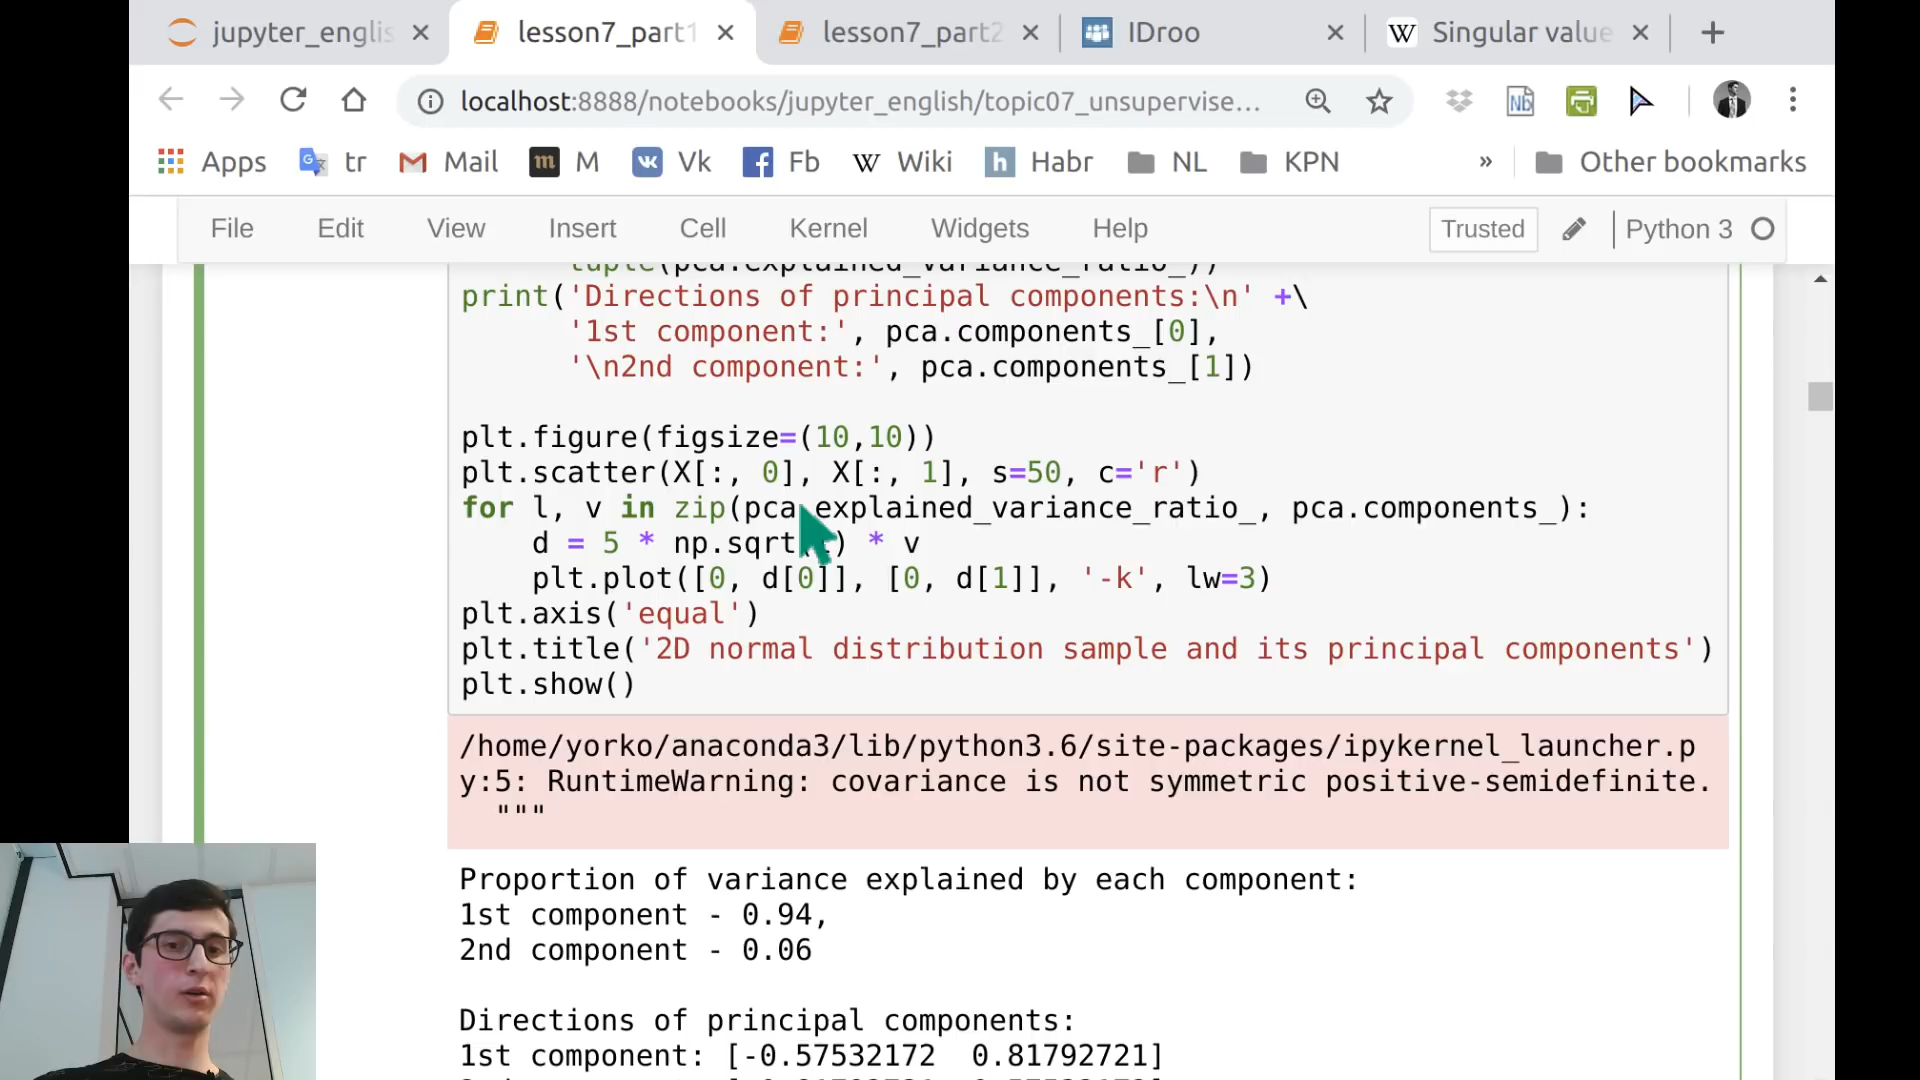 jupyter_englis
lesson7_part1
lesson7_part2
IDroo
Singular value
localhost:8888/notebooks/jupyter_english/topic07_unsupervise...
Apps
tr
Mail
M
Vk
Fb
Wiki
Habr
NL
KPN
»
Other bookmarks
File Edit View Insert Cell Kernel Widgets Help
Trusted
Python 3
tuple(pca.explained_variance_ratio_))
print('Directions of principal components:\n' +\
'1st component:', pca.components_[0],
'\n2nd component:', pca.components_[1])
plt.figure(figsize=(10,10))
plt.scatter(X[:, 0], X[:, 1], s=50, c='r')
for l, v in zip(pca.explained_variance_ratio_, pca.components_):
d = 5 * np.sqrt(l) * v
plt.plot([0, d[0]], [0, d[1]], '-k', lw=3)
plt.axis('equal')
plt.title('2D normal distribution sample and its principal components')
plt.show()
/home/yorko/anaconda3/lib/python3.6/site-packages/ipykernel_launcher.p
y:5: RuntimeWarning: covariance is not symmetric positive-semidefinite.
"""
Proportion of variance explained by each component:
1st component - 0.94,
2nd component - 0.06
Directions of principal components:
1st component: [-0.57532172 0.81792721]